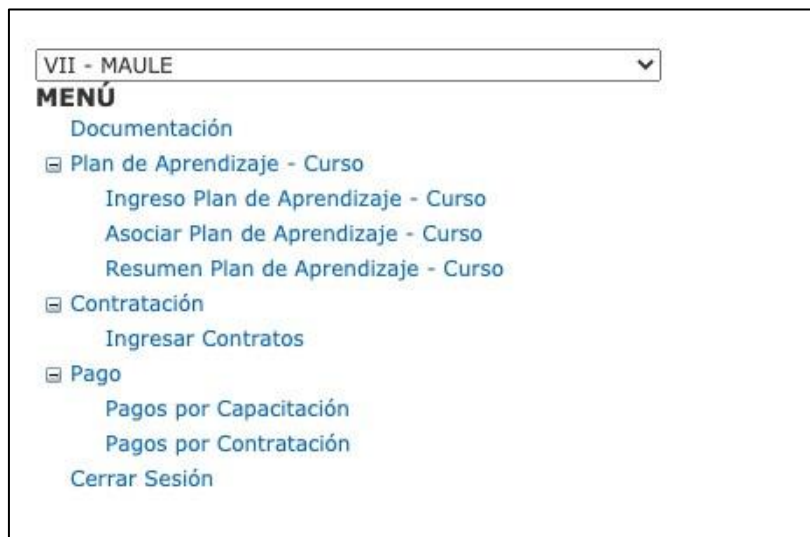 VII - MAULE
MENÚ
Documentación
Plan de Aprendizaje - Curso
Ingreso Plan de Aprendizaje - Curso
Asociar Plan de Aprendizaje - Curso
Resumen Plan de Aprendizaje - Curso
Contratación
Ingresar Contratos
Pago
Pagos por Capacitación
Pagos por Contratación
Cerrar Sesión